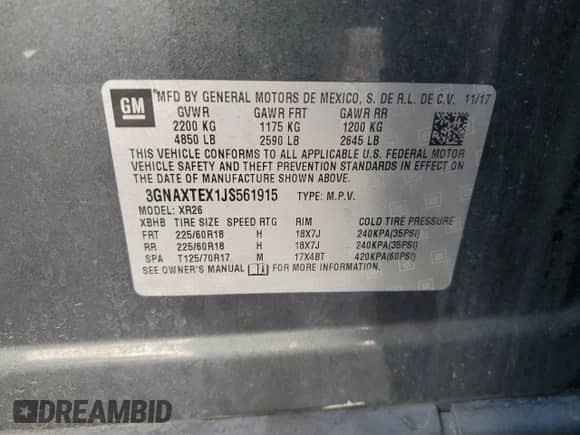 GM
MFD BY GENERAL MOTORS DE MEXICO, S. DE R.L. DE C.V. 11/17
GVWR GAWR FRT GAWR RR
2200 KG 1175 KG 1200 KG
4850 LB 2590 LB 2645 LB
THIS VEHICLE CONFORMS TO ALL APPLICABLE U.S. FEDERAL MOTOR
VEHICLE SAFETY AND THEFT PREVENTION STANDARDS IN EFFECT ON
THE DATE OF MANUFACTURE SHOWN ABOVE.
3GNAXTEX1JS561915 TYPE: M.P.V.
MODEL: XR26
XBHB TIRE SIZE SPEED RTG RIM COLD TIRE PRESSURE
FRT 225/60R18 H 18X7J 240KPA(35PSI)
RR 225/60R18 H 18X7J 240KPA(35PSI)
SPA T125/70R17 M 17X4BT 420KPA(60PSI)
SEE OWNER'S MANUAL FOR MORE INFORMATION.
DREAMBID